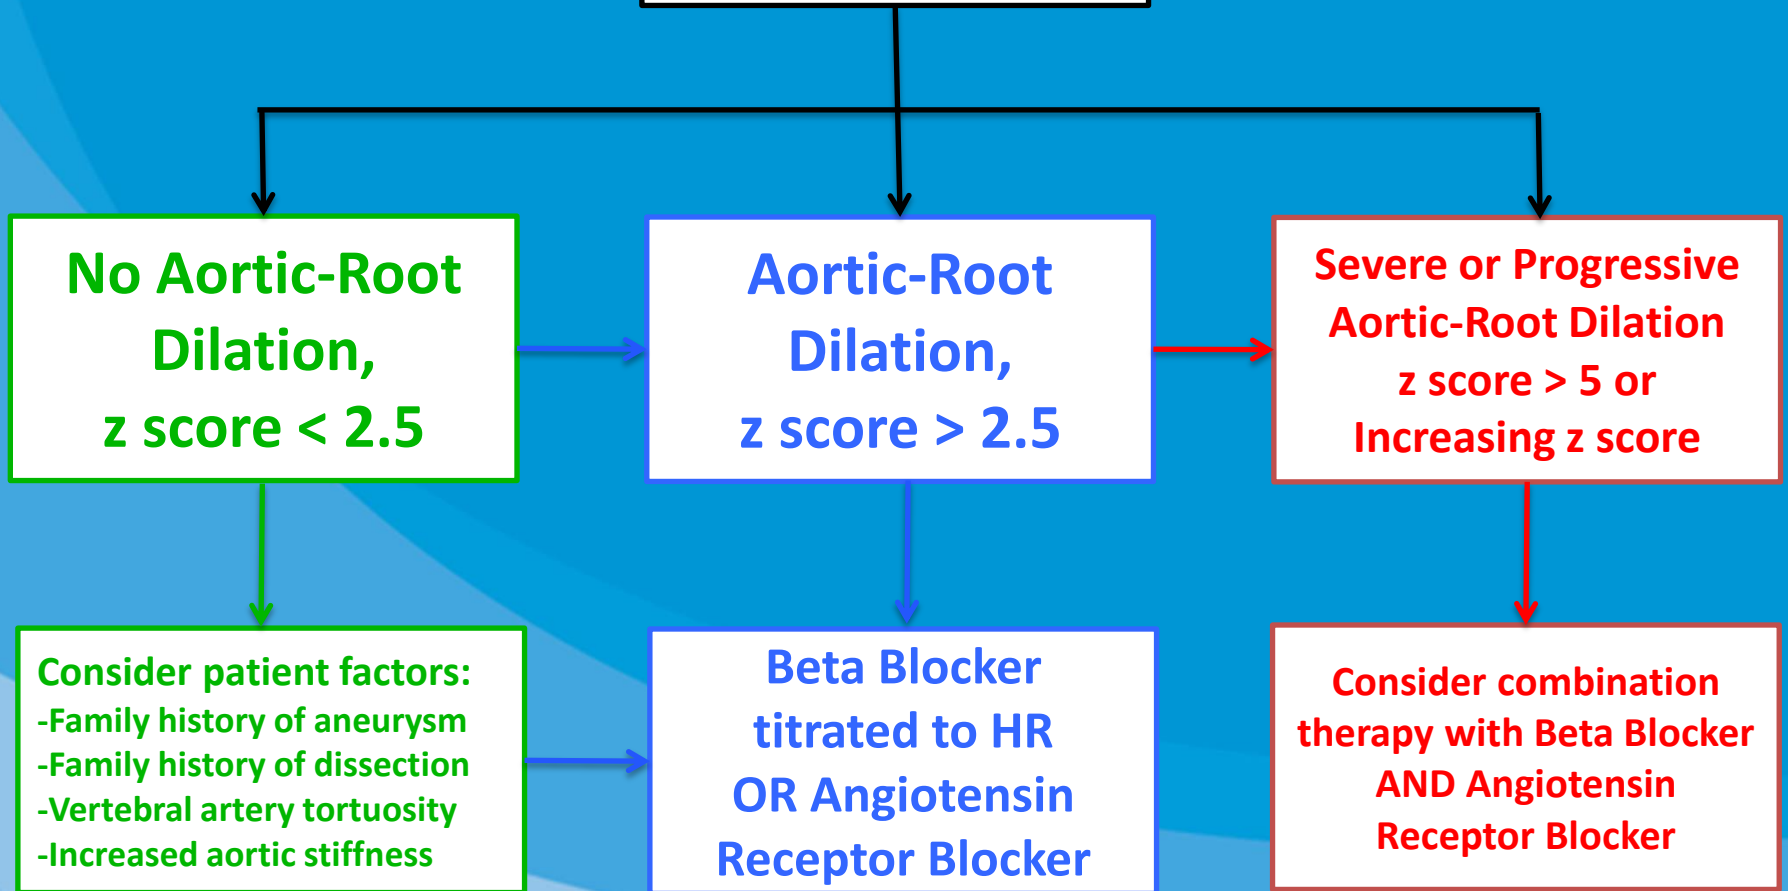 No Aortic-Root
Dilation,
z score < 2.5
Aortic-Root
Dilation,
z score > 2.5
Severe or Progressive
Aortic-Root Dilation
z score > 5 or
Increasing z score
Consider patient factors:
-Family history of aneurysm
-Family history of dissection
-Vertebral artery tortuosity
-Increased aortic stiffness
Beta Blocker
titrated to HR
OR Angiotensin
Receptor Blocker
Consider combination
therapy with Beta Blocker
AND Angiotensin
Receptor Blocker